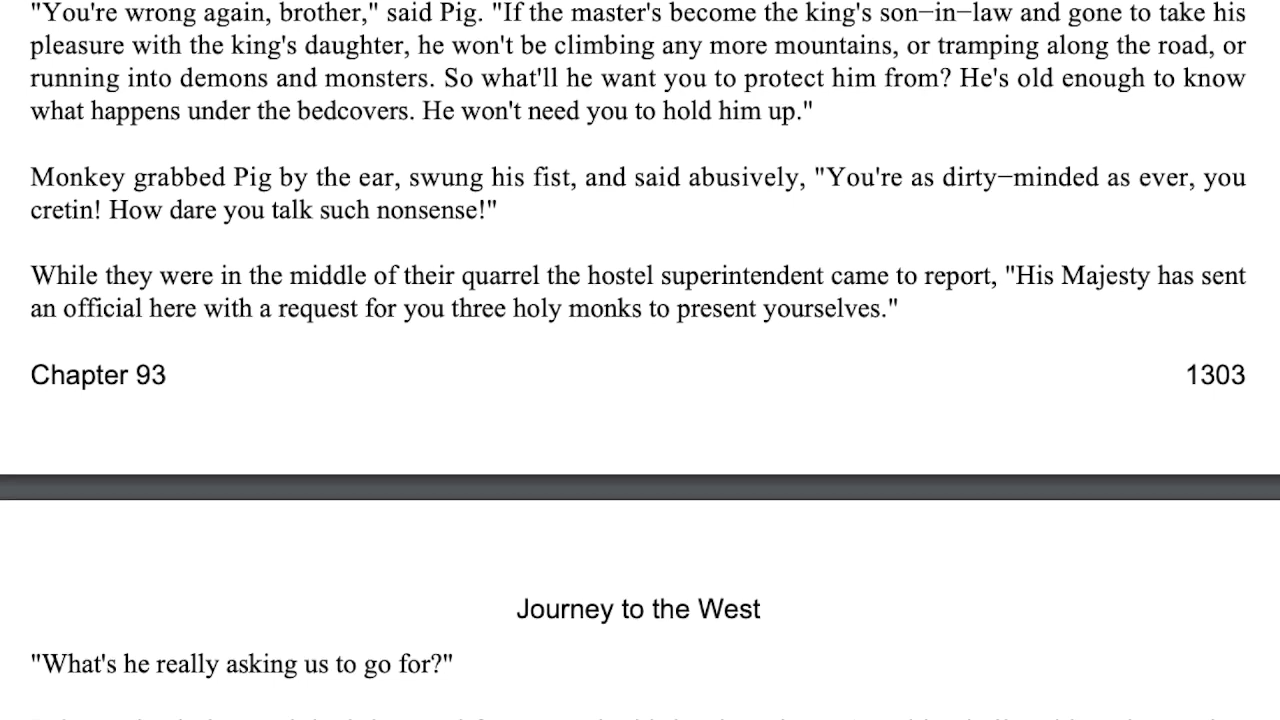 "You're wrong again, brother," said Pig. "If the master's become the king's son−in−law and gone to take his
pleasure with the king's daughter, he won't be climbing any more mountains, or tramping along the road, or
running into demons and monsters. So what'll he want you to protect him from? He's old enough to know
what happens under the bedcovers. He won't need you to hold him up."
Monkey grabbed Pig by the ear, swung his fist, and said abusively, "You're as dirty−minded as ever, you
cretin! How dare you talk such nonsense!"
While they were in the middle of their quarrel the hostel superintendent came to report, "His Majesty has sent
an official here with a request for you three holy monks to present yourselves."
Chapter 93 1303
Journey to the West
"What's he really asking us to go for?"